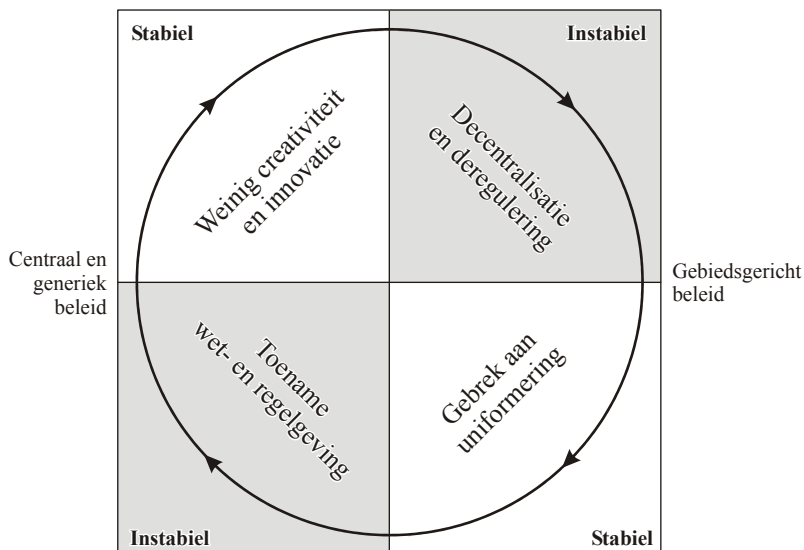 Stabiel
Instabiel
Weinig creativiteit
en innovatie
Decentralisatie
en deregulering
Centraal en
generiek
beleid
Gebiedsgericht
beleid
Toename
wet- en regelgeving
Gebrek aan
uniformering
Instabiel
Stabiel